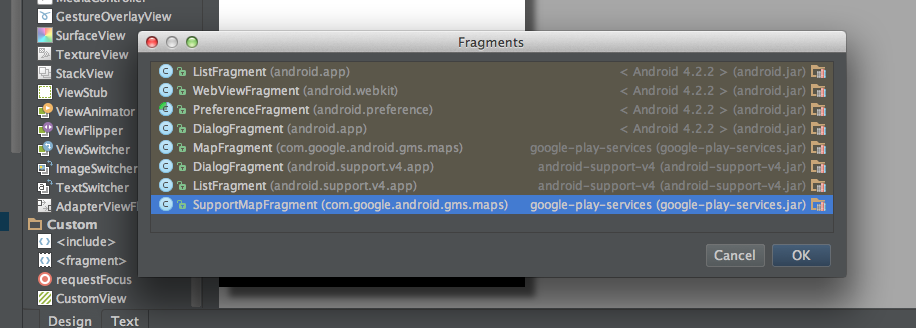 MediaController
GestureOverlayView
SurfaceView
TextureView
StackView
ViewStub
ViewAnimator
ViewFlipper
ViewSwitcher
ImageSwitcher
TextSwitcher
AdapterViewFl
Custom
<include>
<fragment>
requestFocus
CustomView
Design Text
Fragments
ListFragment (android.app) < Android 4.2.2 > (android.jar)
WebViewFragment (android.webkit) < Android 4.2.2 > (android.jar)
PreferenceFragment (android.preference) < Android 4.2.2 > (android.jar)
DialogFragment (android.app) < Android 4.2.2 > (android.jar)
MapFragment (com.google.android.gms.maps) google-play-services (google-play-services.jar)
DialogFragment (android.support.v4.app) android-support-v4 (android-support-v4.jar)
ListFragment (android.support.v4.app) android-support-v4 (android-support-v4.jar)
SupportMapFragment (com.google.android.gms.maps) google-play-services (google-play-services.jar)
Cancel OK